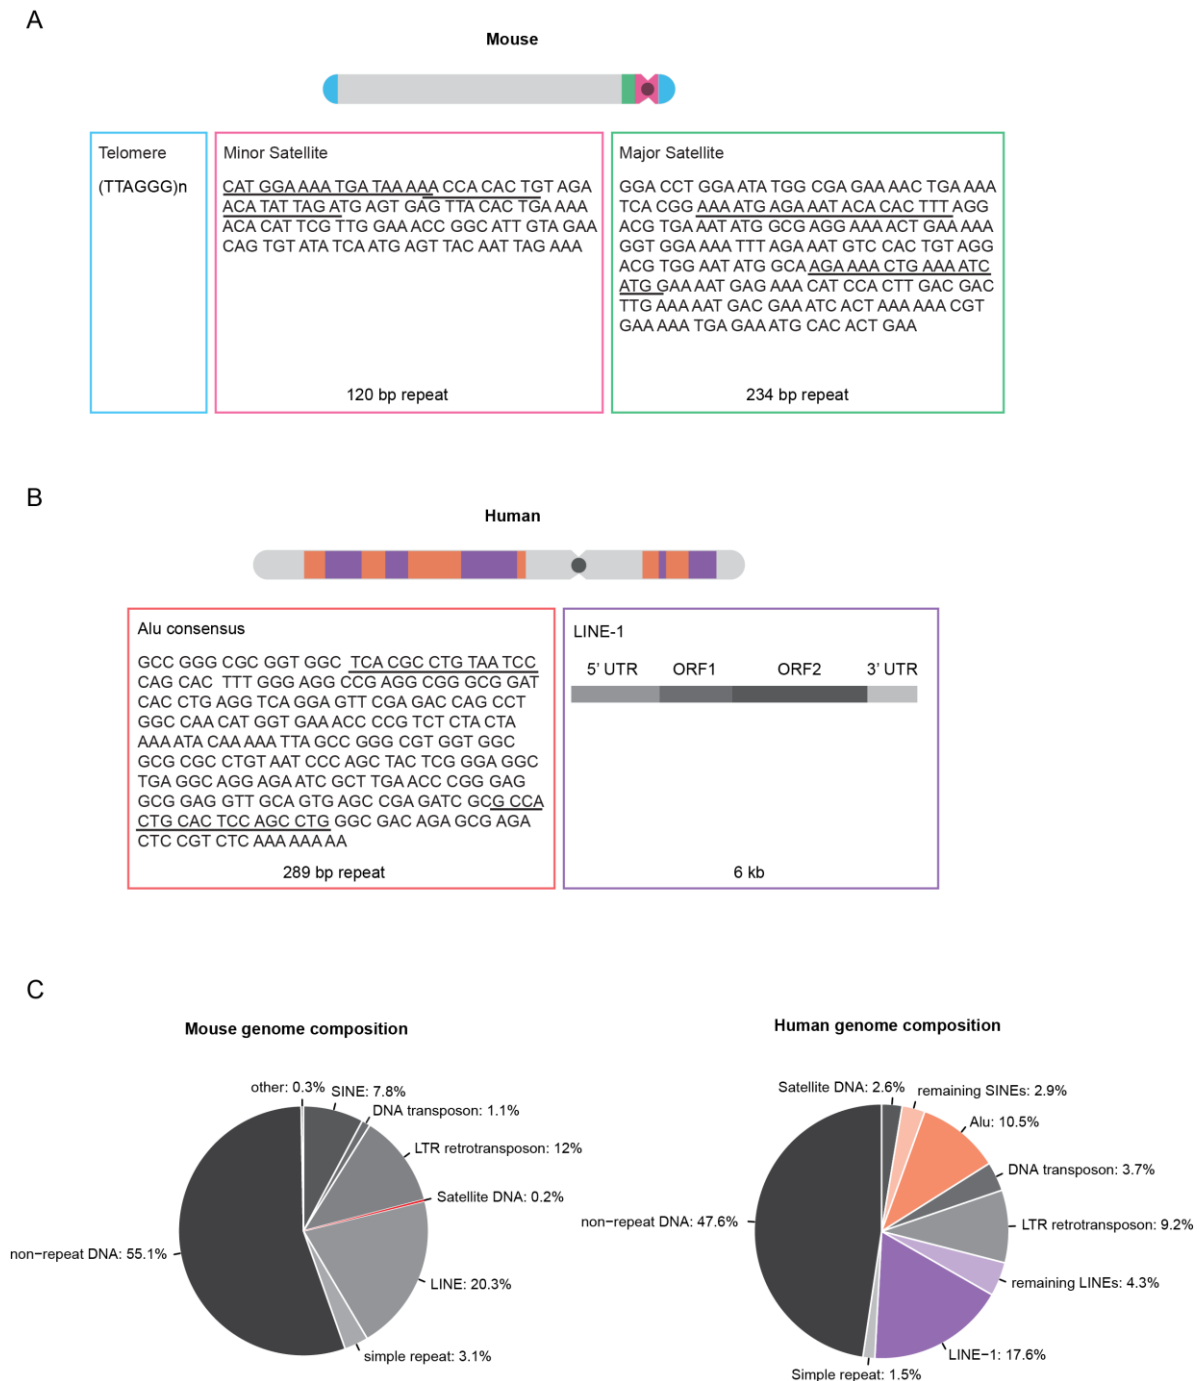 A
Mouse
Telomere
(TTAGGG)n
Minor Satellite
CAT GGA AAA TGA TAA AAA ACC ACA CTG TAGA
ACA TAT TAG ATG AGT GAG TTA CAC TGA AAA
ACA CAT TCG TTG GAA ACC GGC ATT GTA GAA
CAG TGT ATA TCA ATG AGT TAC AAT TAG AAA
120 bp repeat
Major Satellite
GGA CCT GGA ATA TGG CGA GAA AAC TGA AAA
TCA CGG AAA ATG AGA AAT ACA CAC TTT AGG
ACG TGA AAT ATG GCG AGG AAA ACT GAA AAA
GGT GGA AAA TTT AGA AAT GTC CAC TGT AGG
ACG TGG AAT ATG GCA AGA AAA CTG AAA ATC
ATG GAA AAT GAG AAA CAT CCA CTT GAC GAC
TTG AAA AAT GAC GAA ATC ACT AAA AAA CGT
GAA AAA TGA GAA ATG CAC ACT GAA
234 bp repeat
B
Human
Alu consensus
GCC GGG CGC GGT GGC TCA CGC CTG TAA TCC
CAG CAC TTT GGG AGG CCG AGG CGG GCG GAT
CAC CTG AGG TCA GGA GTT CGA GAC CAG CCT
GGC CAA CAT GGT GAA ACC CCG TCT CTA CTA
AAA ATA CAA AAA TTA GCC GGG CGT GGT GGC
GCG CGC CTG TAA TCC CAG CTA CTC GGG AGG C
TGA GGC AGG AGA ATC GCT TGA ACC CGG GAG
GCG GAG GTT GCA GTG AGC CGA GAT CGC G CCA
CTG CAC TCC AGC CTG GGC GAC AGA GCG AGA
CTC CGT CTC AAA AAA AA
289 bp repeat
LINE-1
5' UTR ORF1 ORF2 3' UTR
6 kb
C
Mouse genome composition
other: 0.3%
SINE: 7.8%
DNA transposon: 1.1%
LTR retrotransposon: 12%
Satellite DNA: 0.2%
non−repeat DNA: 55.1%
LINE: 20.3%
simple repeat: 3.1%
Human genome composition
Satellite DNA: 2.6%
remaining SINEs: 2.9%
Alu: 10.5%
DNA transposon: 3.7%
non−repeat DNA: 47.6%
LTR retrotransposon: 9.2%
remaining LINEs: 4.3%
LINE−1: 17.6%
Simple repeat: 1.5%